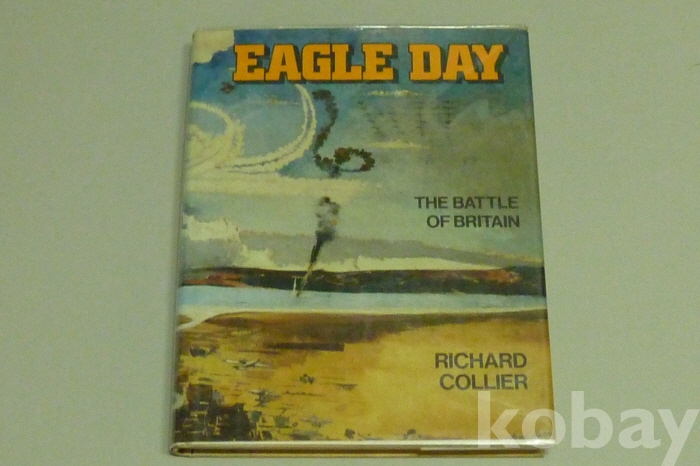 EAGLE DAY
THE BATTLE
OF BRITAIN
RICHARD
COLLIER
kobay